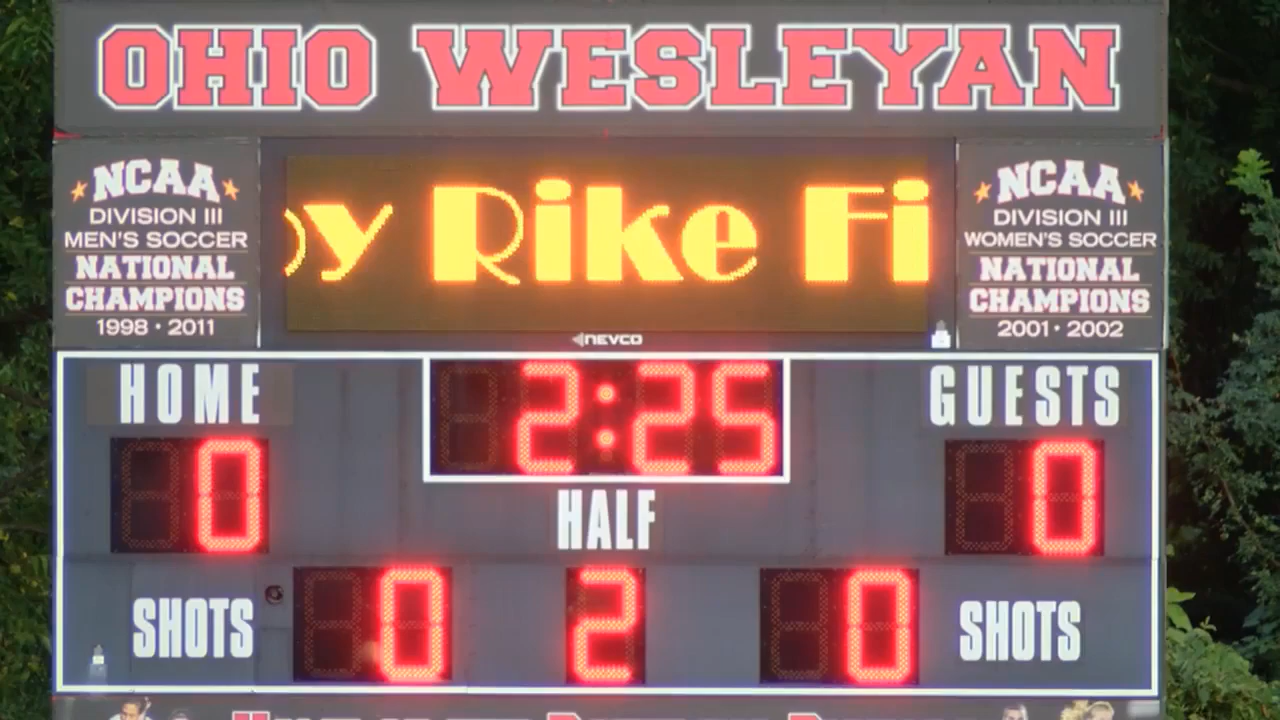 OHIO WESLEYAN
NCAA
DIVISION III
MEN'S SOCCER
NATIONAL
CHAMPIONS
1998 • 2011
y Rike Fi
NCAA
DIVISION III
WOMEN'S SOCCER
NATIONAL
CHAMPIONS
2001 • 2002
NEVCO
HOME
2:25
GUESTS
0
0
HALF
SHOTS
0
2
0
SHOTS